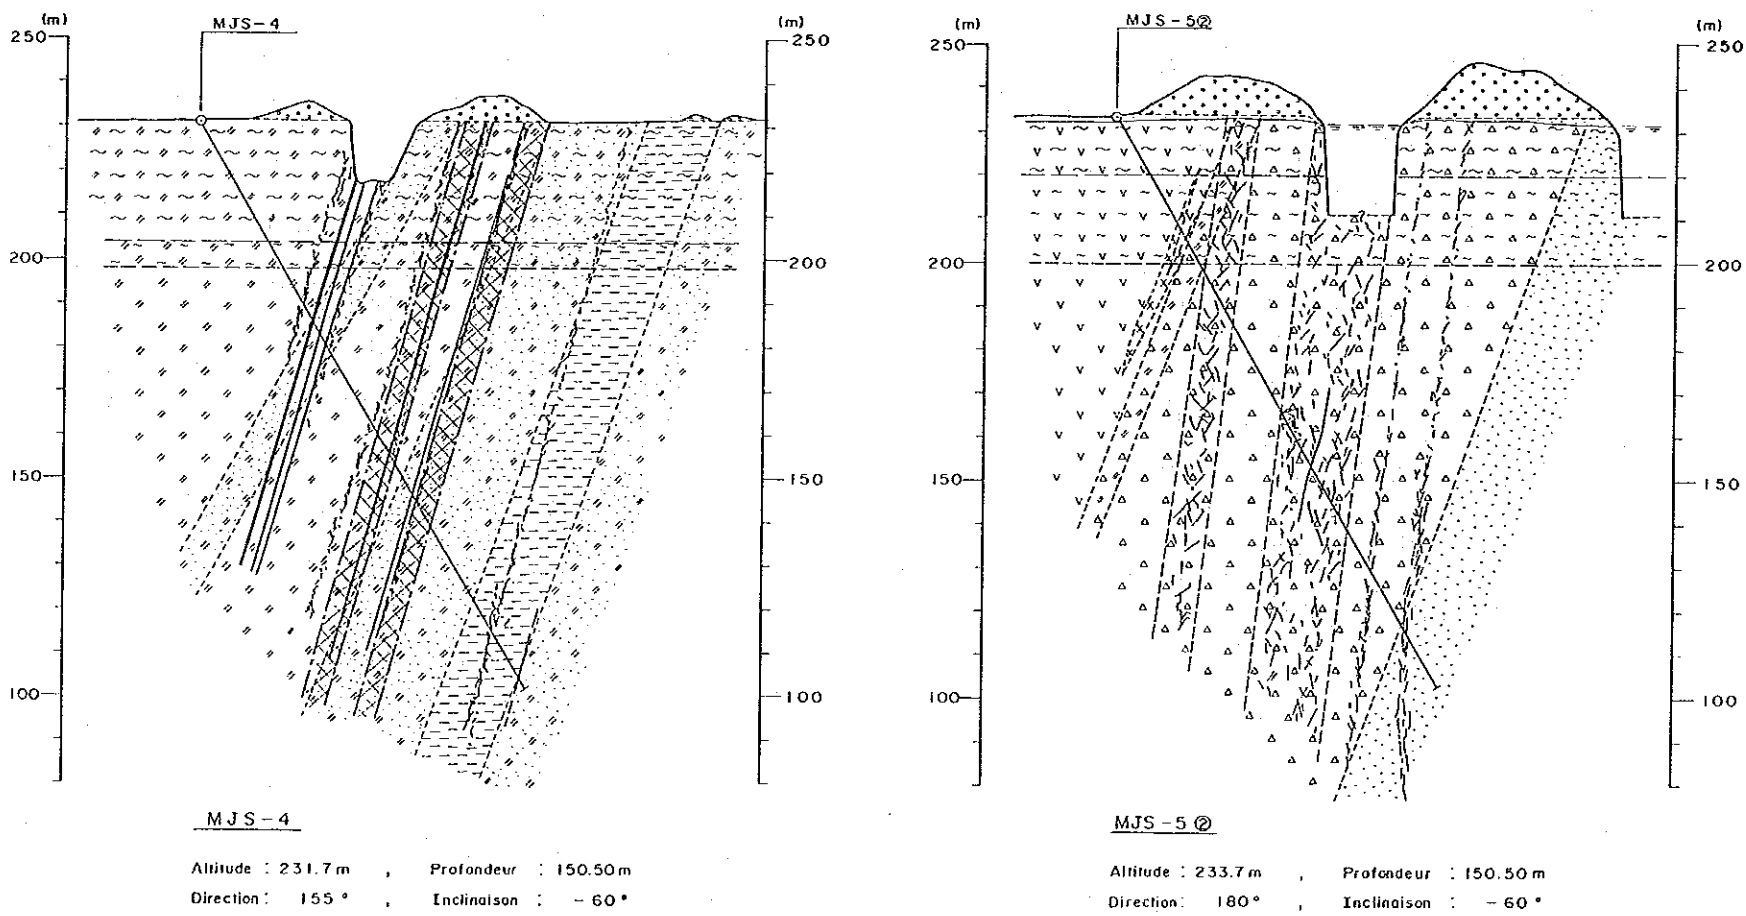 (m)
MJS-4
(m)
250
250
200
200
150
150
100
100
MJS-4
Altitude : 231.7 m , Profondeur : 150.50 m
Direction : 155° , Inclinaison : -60°
(m)
MJS-5②
(m)
250
250
200
200
150
150
100
100
MJS-5②
Altitude : 233.7 m , Profondeur : 150.50 m
Direction : 180° , Inclinaison : -60°